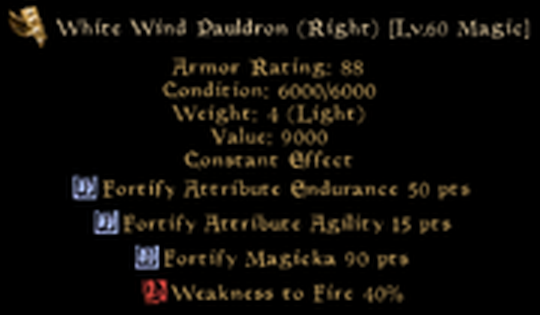 White Wind Pauldron (Right) [Lv.60 Magic]
Armor Rating: 88
Condition: 6000/6000
Weight: 4 (Light)
Value: 9000
Constant Effect
Fortify Attribute Endurance 50 pts
Fortify Attribute Agility 15 pts
Fortify Magicka 90 pts
Weakness to Fire 40%